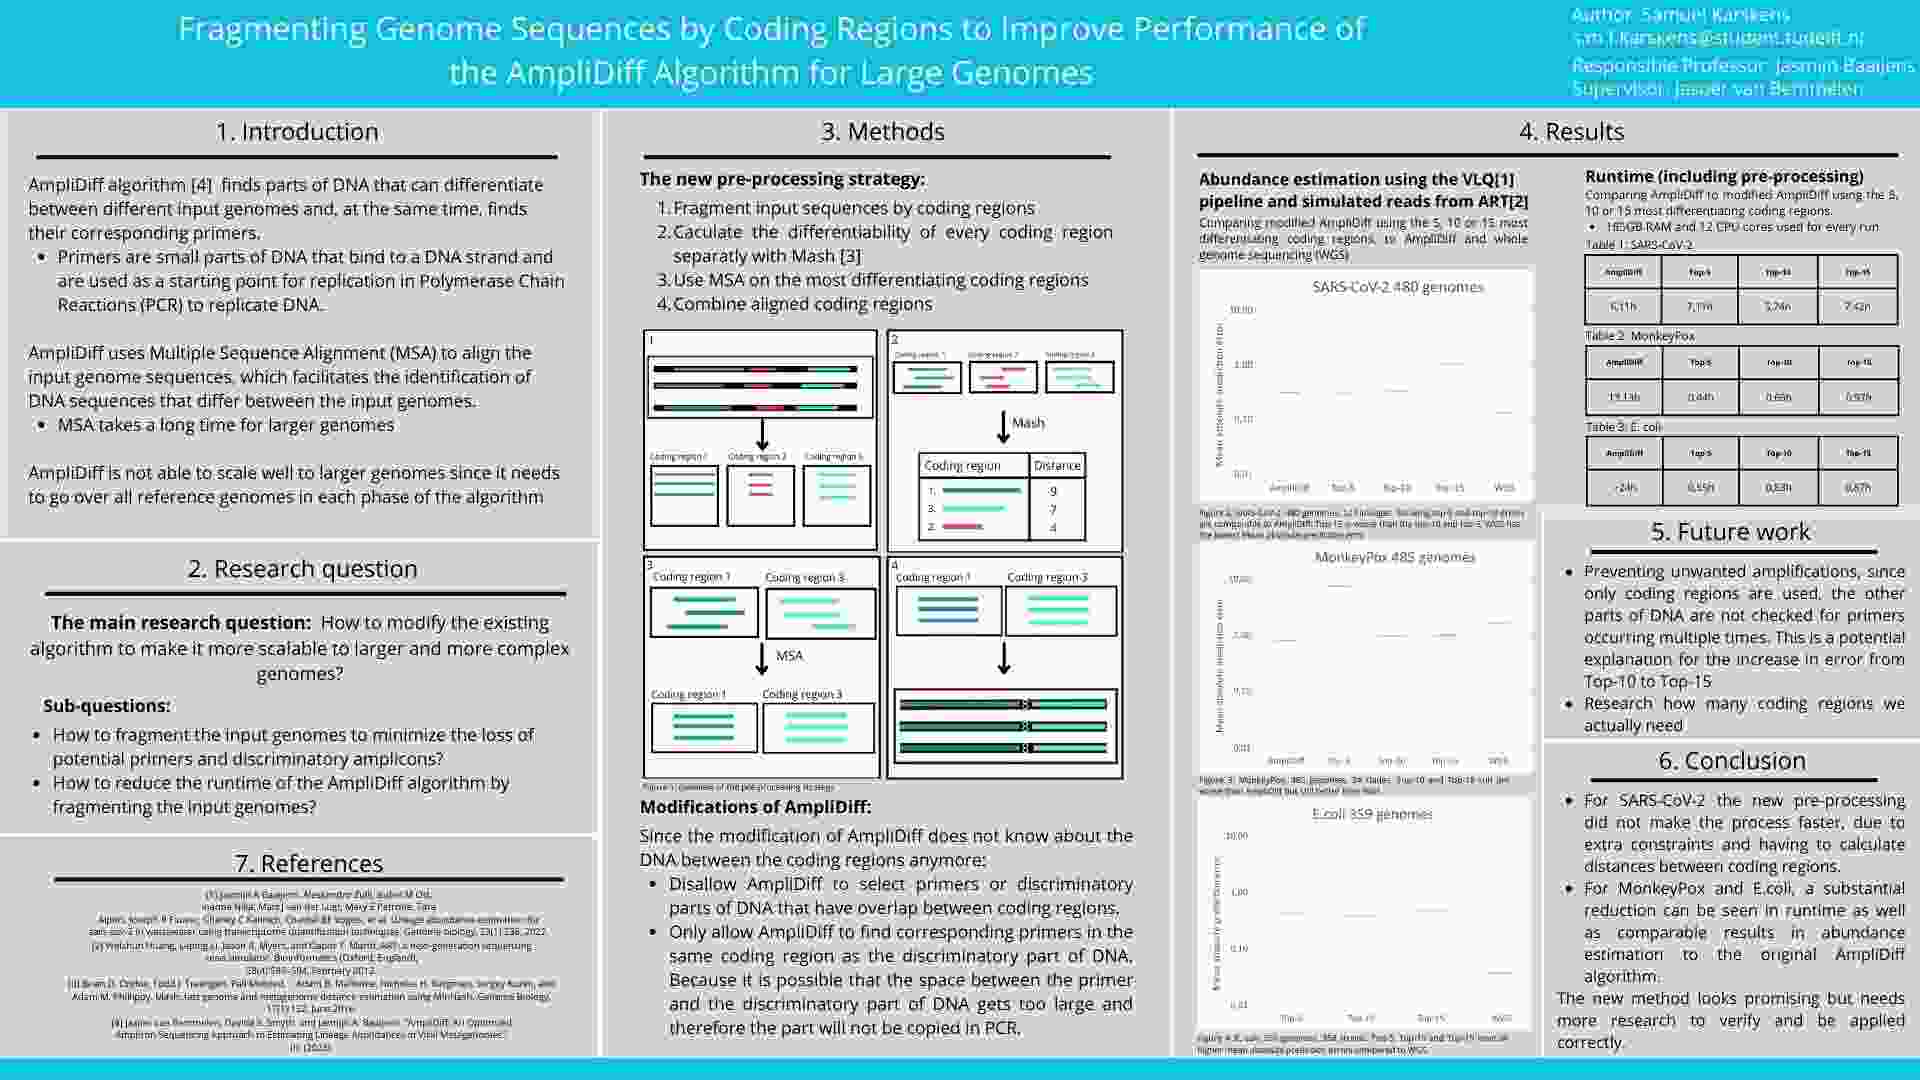 Fragmenting Genome Sequences by Coding Regions to Improve Performance of
the AmpliDiff Algorithm for Large Genomes
Author: Samuel Karskens
s.m.l.karskens@student.tudelft.nl
Responsible Professor: Jasmijn Baaijens
Supervisor: Jasper van Bemmelen
1. Introduction
AmpliDiff algorithm [4] finds parts of DNA that can differentiate
between different input genomes and, at the same time, finds
their corresponding primers.
• Primers are small parts of DNA that bind to a DNA strand and
are used as a starting point for replication in Polymerase Chain
Reactions (PCR) to replicate DNA.
AmpliDiff uses Multiple Sequence Alignment (MSA) to align the
input genome sequences, which facilitates the identification of
DNA sequences that differ between the input genomes.
• MSA takes a long time for larger genomes
AmpliDiff is not able to scale well to larger genomes since it needs
to go over all reference genomes in each phase of the algorithm
2. Research question
The main research question: How to modify the existing
algorithm to make it more scalable to larger and more complex
genomes?
Sub-questions:
• How to fragment the input genomes to minimize the loss of
potential primers and discriminatory amplicons?
• How to reduce the runtime of the AmpliDiff algorithm by
fragmenting the input genomes?
7. References
3. Methods
The new pre-processing strategy:
1. Fragment input sequences by coding regions
2. Caculate the differentiability of every coding region
separatly with Mash [3]
3. Use MSA on the most differentiating coding regions
4. Combine aligned coding regions
1
Coding region 1 Coding region 2 Coding region 3
2
Coding region 1 Coding region 2 Coding region 3
Mash
Coding region Distance
1. 9
3. 7
2. 4
3
Coding region 1 Coding region 3
MSA
Coding region 1 Coding region 3
4
Coding region 1 Coding region 3
Figure 1: overview of the pre-processing strategy
Modifications of AmpliDiff:
Since the modification of AmpliDiff does not know about the
DNA between the coding regions anymore:
• Disallow AmpliDiff to select primers or discriminatory
parts of DNA that have overlap between coding regions.
• Only allow AmpliDiff to find corresponding primers in the
same coding region as the discriminatory part of DNA.
Because it is possible that the space between the primer
and the discriminatory part of DNA gets too large and
therefore the part will not be copied in PCR.
4. Results
Abundance estimation using the VLQ[1]
pipeline and simulated reads from ART[2]
Comparing modified AmpliDiff using the 5, 10 or 15 most
differentiating coding regions, to AmpliDiff and whole
genome sequencing (WGS)
SARS-CoV-2 480 genomes
Mean absolute prediction error
10.00
1.00
0.10
0.01
AmpliDiff Top-5 Top-10 Top-15 WGS
MonkeyPox 485 genomes
Mean absolute prediction error
10.00
1.00
0.10
0.01
AmpliDiff Top-5 Top-10 Top-15 WGS
E.coli 359 genomes
Mean absolute prediction error
10.00
1.00
0.10
0.01
Top-5 Top-10 Top-15 WGS
Runtime (including pre-processing)
Comparing AmpliDiff to modified AmpliDiff using the 5,
10 or 15 most differentiating coding regions.
• 185GB RAM and 12 CPU cores used for every run
Table 1: SARS-CoV-2
AmpliDiff Top-5 Top-10 Top-15
Table 2: MonkeyPox
AmpliDiff Top-5 Top-10 Top-15
Table 3: E. coli
AmpliDiff Top-5 Top-10 Top-15
5. Future work
• Preventing unwanted amplifications, since
only coding regions are used, the other
parts of DNA are not checked for primers
occurring multiple times. This is a potential
explanation for the increase in error from
Top-10 to Top-15
• Research how many coding regions we
actually need
6. Conclusion
• For SARS-CoV-2 the new pre-processing
did not make the process faster, due to
extra constraints and having to calculate
distances between coding regions.
• For MonkeyPox and E.coli, a substantial
reduction can be seen in runtime as well
as comparable results in abundance
estimation to the original AmpliDiff
algorithm.
The new method looks promising but needs
more research to verify and be applied
correctly.